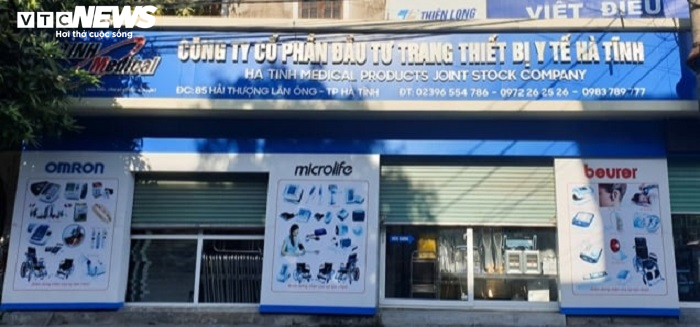 VTC NEWS
Hơi thở cuộc sống
THIÊN LONG
VIỆT DIỆU
TINH
Medical
CÔNG TY CỔ PHẦN ĐẦU TƯ TRANG THIẾT BỊ Y TẾ HÀ TĨNH
HA TINH MEDICAL PRODUCTS JOINT STOCK COMPANY
ĐC: 85 HẢI THƯỢNG LÃN ÔNG - TP HÀ TĨNH ĐT: 02396 554 786 - 0972 26 25 26 - 0983 789 777
OMRON
microlife
beurer